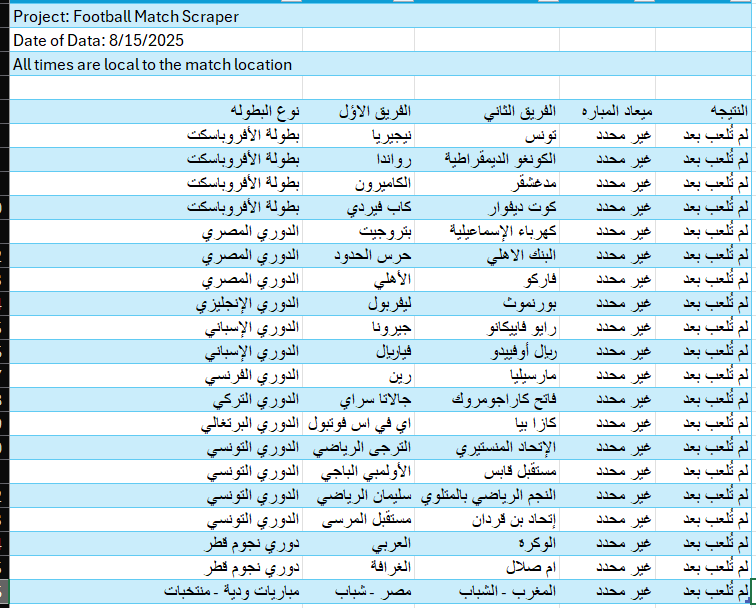 Project: Football Match Scraper
Date of Data: 8/15/2025
All times are local to the match location
نوع البطوله الفريق الاؤل الفريق الثاني ميعاد المباره النتيجه
بطولة الأفروباسكت نيجيريا تونس غير محدد لم تُلعب بعد
بطولة الأفروباسكت رواندا الكونغو الديمقراطية غير محدد لم تُلعب بعد
بطولة الأفروباسكت الكاميرون مدغشقر غير محدد لم تُلعب بعد
بطولة الأفروباسكت كاب فيردي كوت ديفوار غير محدد لم تُلعب بعد
الدوري المصري بتروجيت كهرباء الإسماعيلية غير محدد لم تُلعب بعد
الدوري المصري حرس الحدود البنك الاهلي غير محدد لم تُلعب بعد
الدوري المصري الأهلي فاركو غير محدد لم تُلعب بعد
الدوري الإنجليزي ليفربول بورنموث غير محدد لم تُلعب بعد
الدوري الإسباني جيرونا رايو فاييكانو غير محدد لم تُلعب بعد
الدوري الإسباني فياريال ريال أوفييدو غير محدد لم تُلعب بعد
الدوري الفرنسي رين مارسيليا غير محدد لم تُلعب بعد
الدوري التركي جالاتا سراي فاتح كاراجومروك غير محدد لم تُلعب بعد
الدوري البرتغالي اي في اس فوتبول كازا بيا غير محدد لم تُلعب بعد
الدوري التونسي الترجى الرياضي الإتحاد المنستيري غير محدد لم تُلعب بعد
الدوري التونسي الأولمبي الباجي مستقبل قابس غير محدد لم تُلعب بعد
الدوري التونسي سليمان الرياضي النجم الرياضي بالمتلوي غير محدد لم تُلعب بعد
الدوري التونسي مستقبل المرسى إتحاد بن قردان غير محدد لم تُلعب بعد
دوري نجوم قطر العربي الوكرة غير محدد لم تُلعب بعد
دوري نجوم قطر الغرافة ام صلال غير محدد لم تُلعب بعد
مباريات ودية - منتخبات مصر - شباب المغرب - الشباب غير محدد لم تُلعب بعد